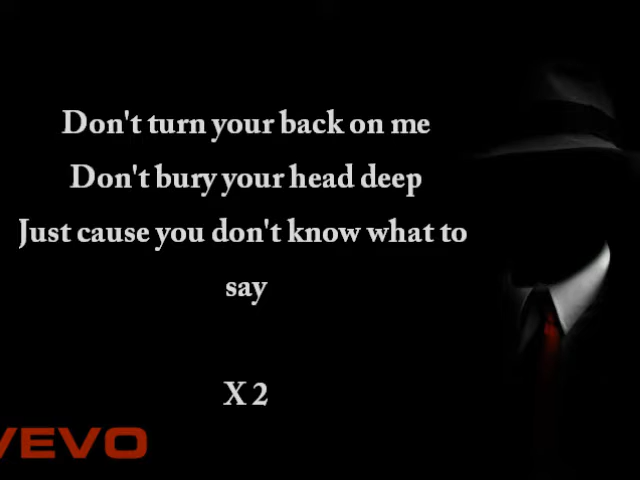 Don't turn your back on me
Don't bury your head deep
Just cause you don't know what to
say
X 2
VEVO